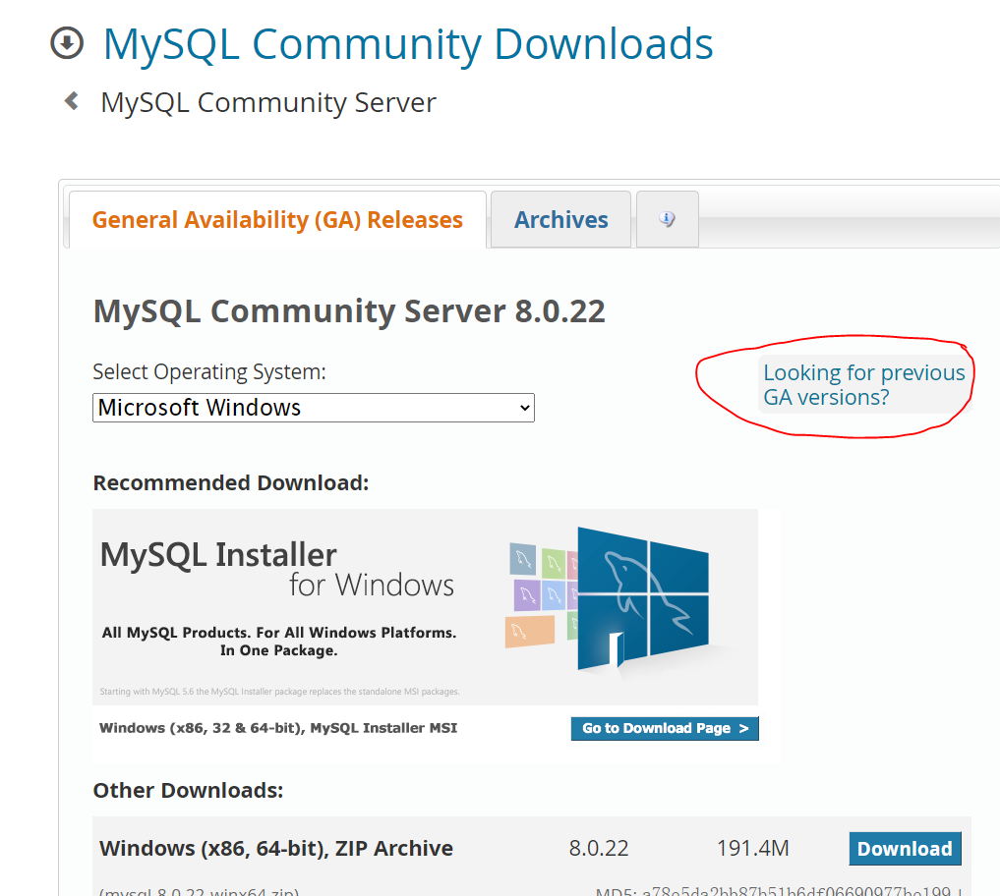 MySQL Community Downloads
MySQL Community Server
General Availability (GA) Releases
Archives
MySQL Community Server 8.0.22
Select Operating System:
Microsoft Windows
Looking for previous
GA versions?
Recommended Download:
MySQL Installer
for Windows
All MySQL Products. For All Windows Platforms.
In One Package.
Starting with MySQL 5.6 the MySQL Installer package replaces the standalone MSI packages.
Windows (x86, 32 & 64-bit), MySQL Installer MSI
Go to Download Page >
Other Downloads:
Windows (x86, 64-bit), ZIP Archive
8.0.22
191.4M
Download
(mysql-8.0.22-winx64.zip)
MD5: